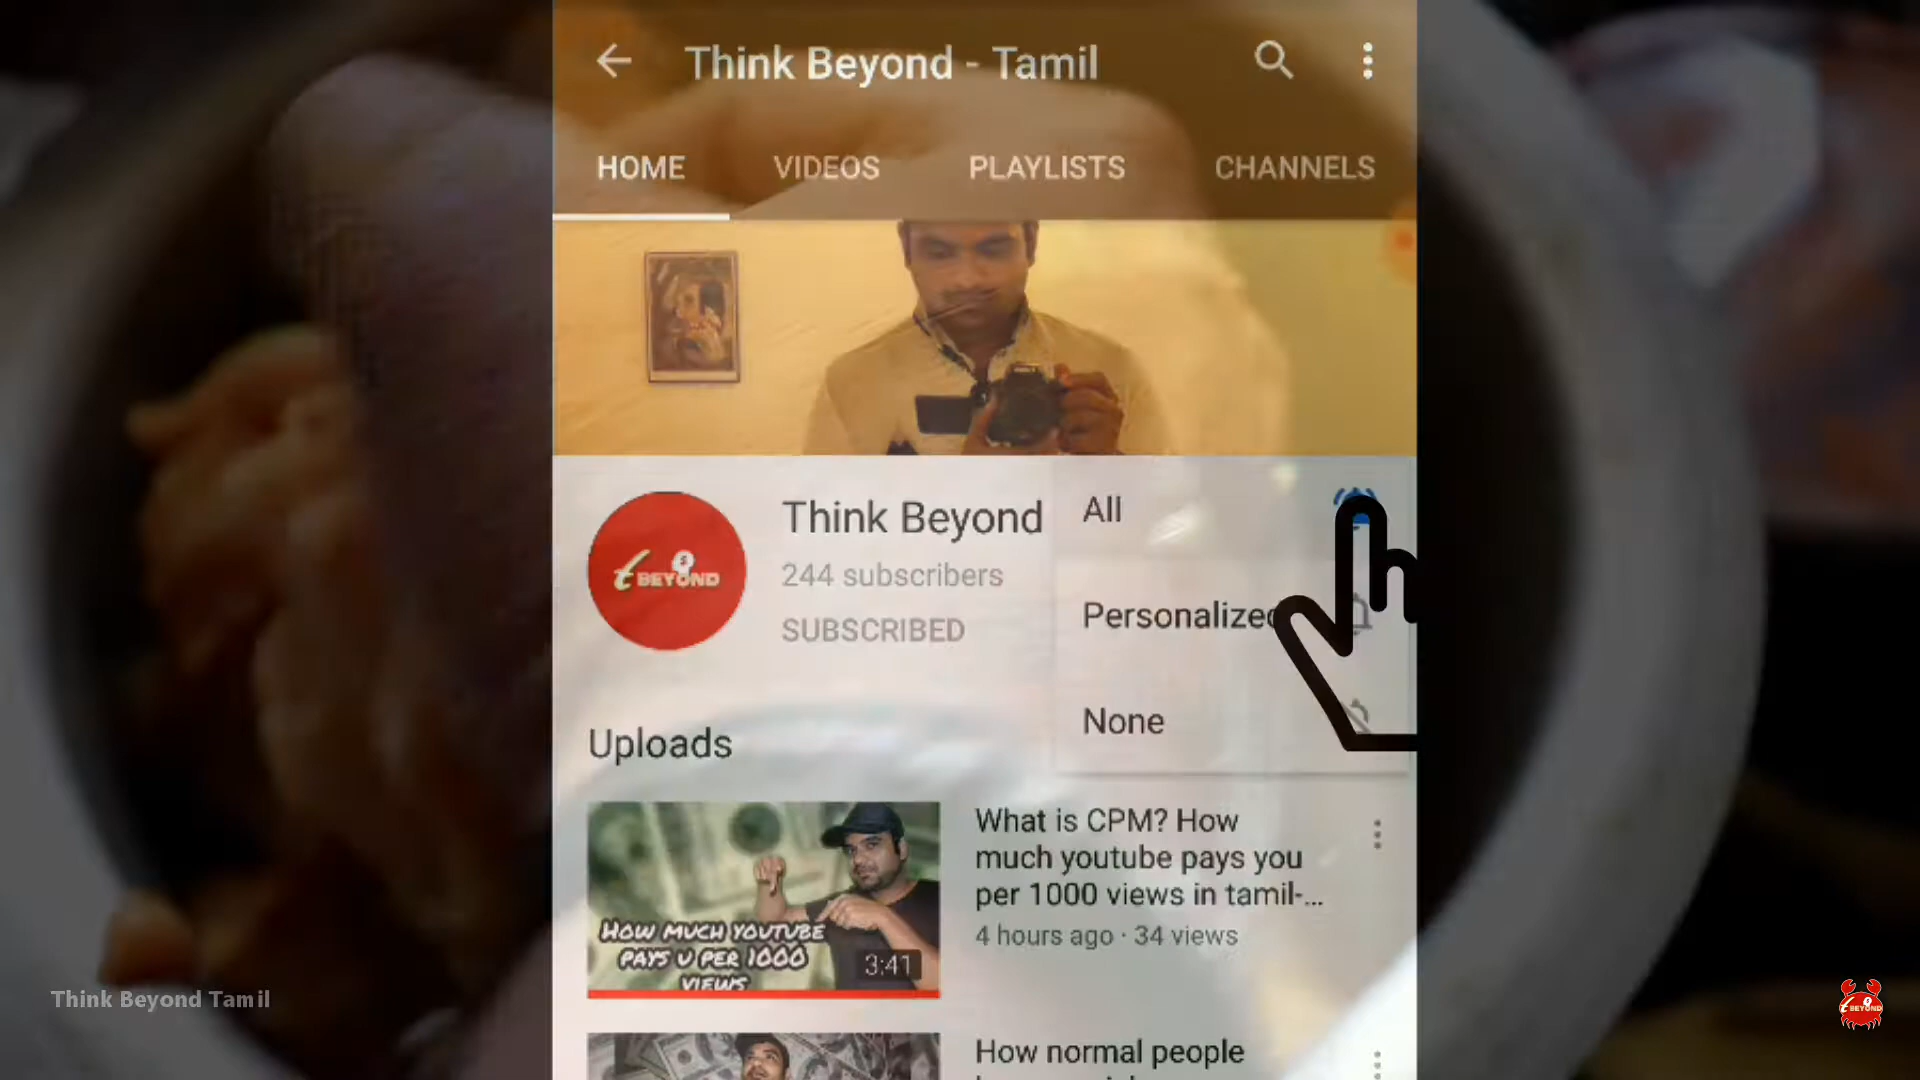 Think Beyond - Tamil
HOME VIDEOS PLAYLISTS CHANNELS
BEYOND
Think Beyond
244 subscribers
SUBSCRIBED
All
Personalized
None
Uploads
HOW MUCH YOUTUBE
PAYS U PER 1000
VIEWS
3:41
What is CPM? How
much youtube pays you
per 1000 views in tamil-...
4 hours ago · 34 views
How normal people
Think Beyond Tamil
BEYOND